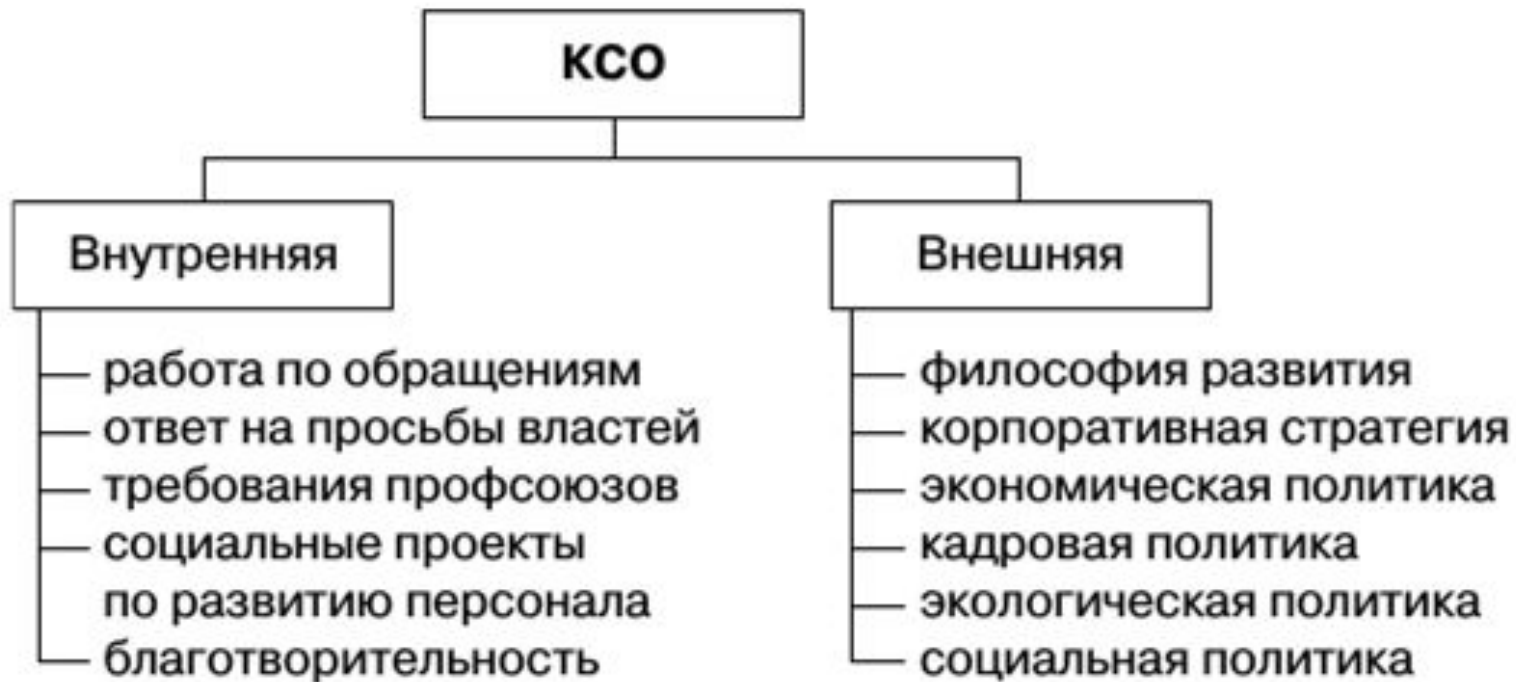 КСО
Внутренняя
работа по обращениям
ответ на просьбы властей
требования профсоюзов
социальные проекты
по развитию персонала
благотворительность
Внешняя
философия развития
корпоративная стратегия
экономическая политика
кадровая политика
экологическая политика
социальная политика